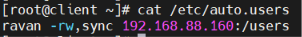 [root@client ~]# cat /etc/auto.users
ravan -rw,sync 192.168.88.160:/users